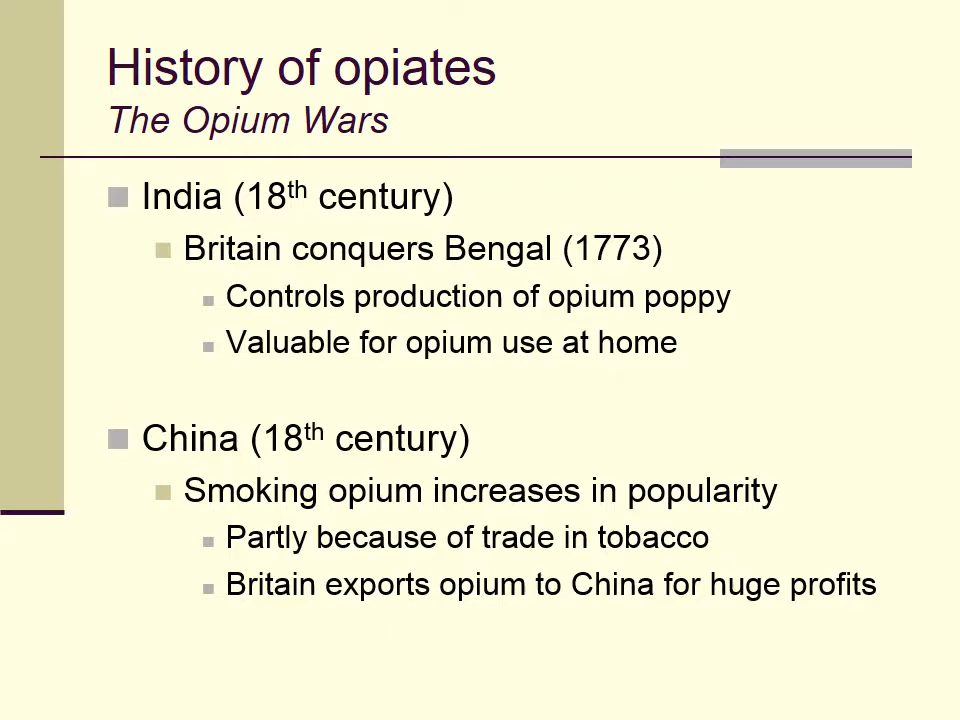 History of opiates
The Opium Wars
India (18th century)
Britain conquers Bengal (1773)
Controls production of opium poppy
Valuable for opium use at home
China (18th century)
Smoking opium increases in popularity
Partly because of trade in tobacco
Britain exports opium to China for huge profits